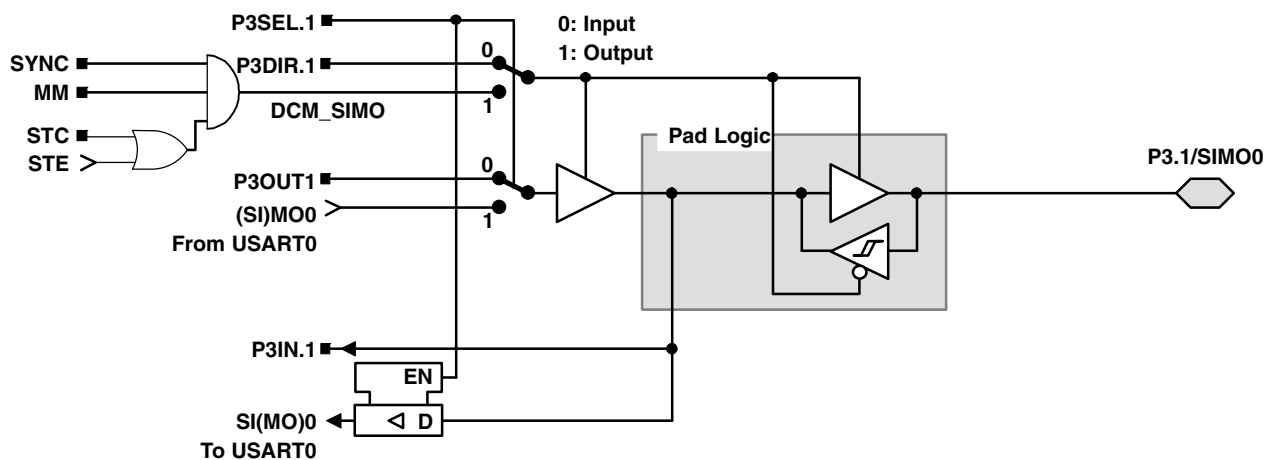 P3SEL.1
0: Input
1: Output
SYNC
P3DIR.1
0
MM
1
DCM_SIMO
STC
STE
Pad Logic
P3.1/SIMO0
P3OUT1
0
(SI)MO0
1
From USART0
P3IN.1
EN
SI(MO)0
D
To USART0